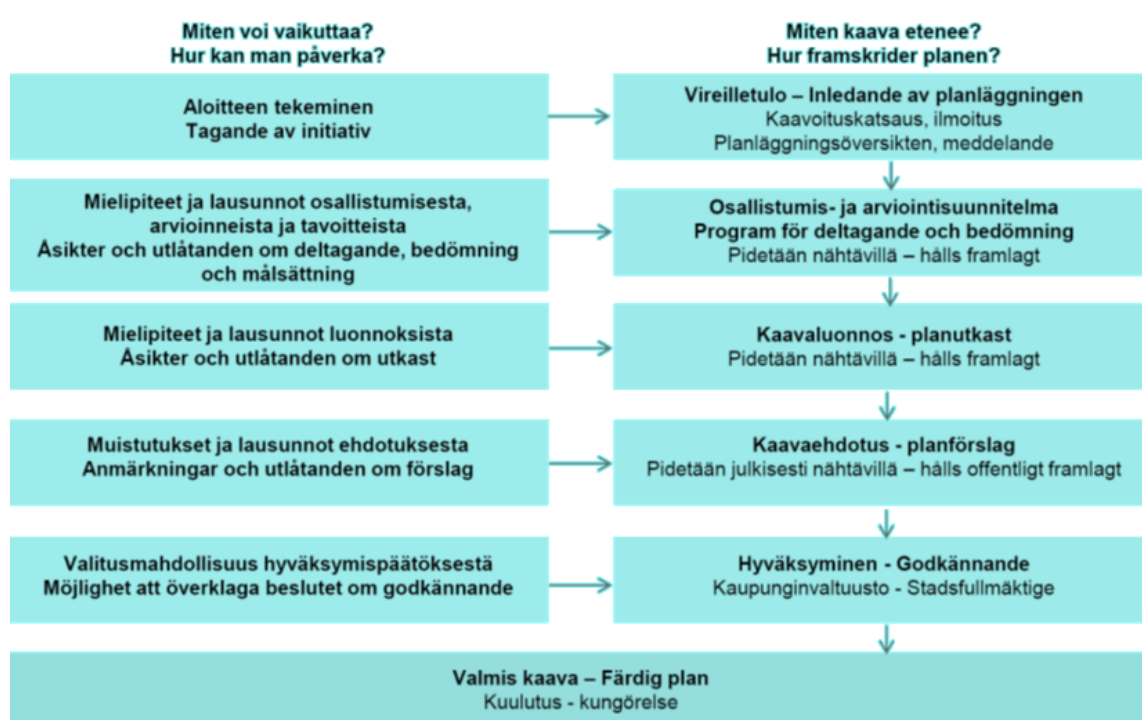 Miten voi vaikuttaa?
Hur kan man påverka?
Miten kaava etenee?
Hur framskrider planen?
Aloitteen tekeminen
Tagande av initiativ
Vireilletulo – Inledande av planläggningen
Kaavoituskatsaus, ilmoitus
Planläggningsöversikten, meddelande
Mielipiteet ja lausunnot osallistumisesta,
arvioinneista ja tavoitteista
Åsikter och utlåtanden om deltagande, bedömning
och målsättning
Osallistumis- ja arviointisuunnitelma
Program för deltagande och bedömning
Pidetään nähtävillä – hålls framlagt
Mielipiteet ja lausunnot luonnoksista
Åsikter och utlåtanden om utkast
Kaavaluonnos - planutkast
Pidetään nähtävillä – hålls framlagt
Muistutukset ja lausunnot ehdotuksesta
Anmärkningar och utlåtanden om förslag
Kaavaehdotus - planförslag
Pidetään julkisesti nähtävillä – hålls offentligt framlagt
Valitusmahdollisuus hyväksymispäätöksestä
Möjlighet att överklaga beslutet om godkännande
Hyväksyminen - Godkännande
Kaupunginvaltuusto - Stadsfullmäktige
Valmis kaava – Färdig plan
Kuulutus - kungörelse